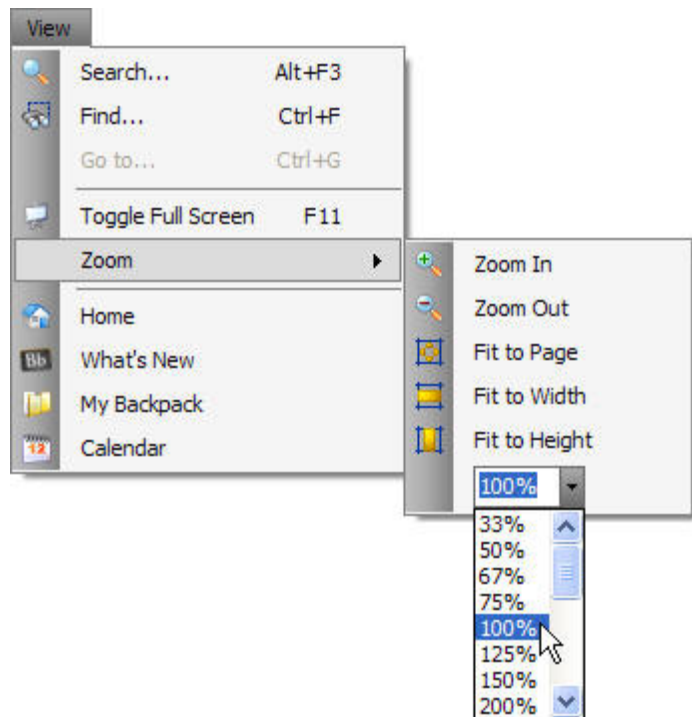 View
Search... Alt+F3
Find... Ctrl+F
Go to... Ctrl+G
Toggle Full Screen F11
Zoom
Home
Bb What's New
My Backpack
12 Calendar
Zoom In
Zoom Out
Fit to Page
Fit to Width
Fit to Height
100%
33%
50%
67%
75%
100%
125%
150%
200%